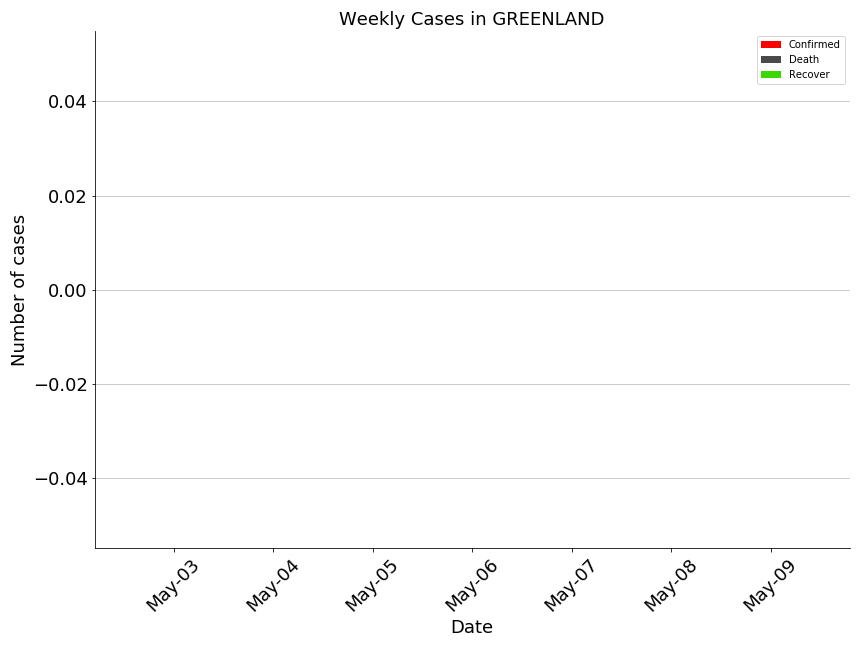 Weekly Cases in GREENLAND
Confirmed
Death
Recover
0.04
0.02
0.00
−0.02
−0.04
Number of cases
May-03
May-04
May-05
May-06
May-07
May-08
May-09
Date